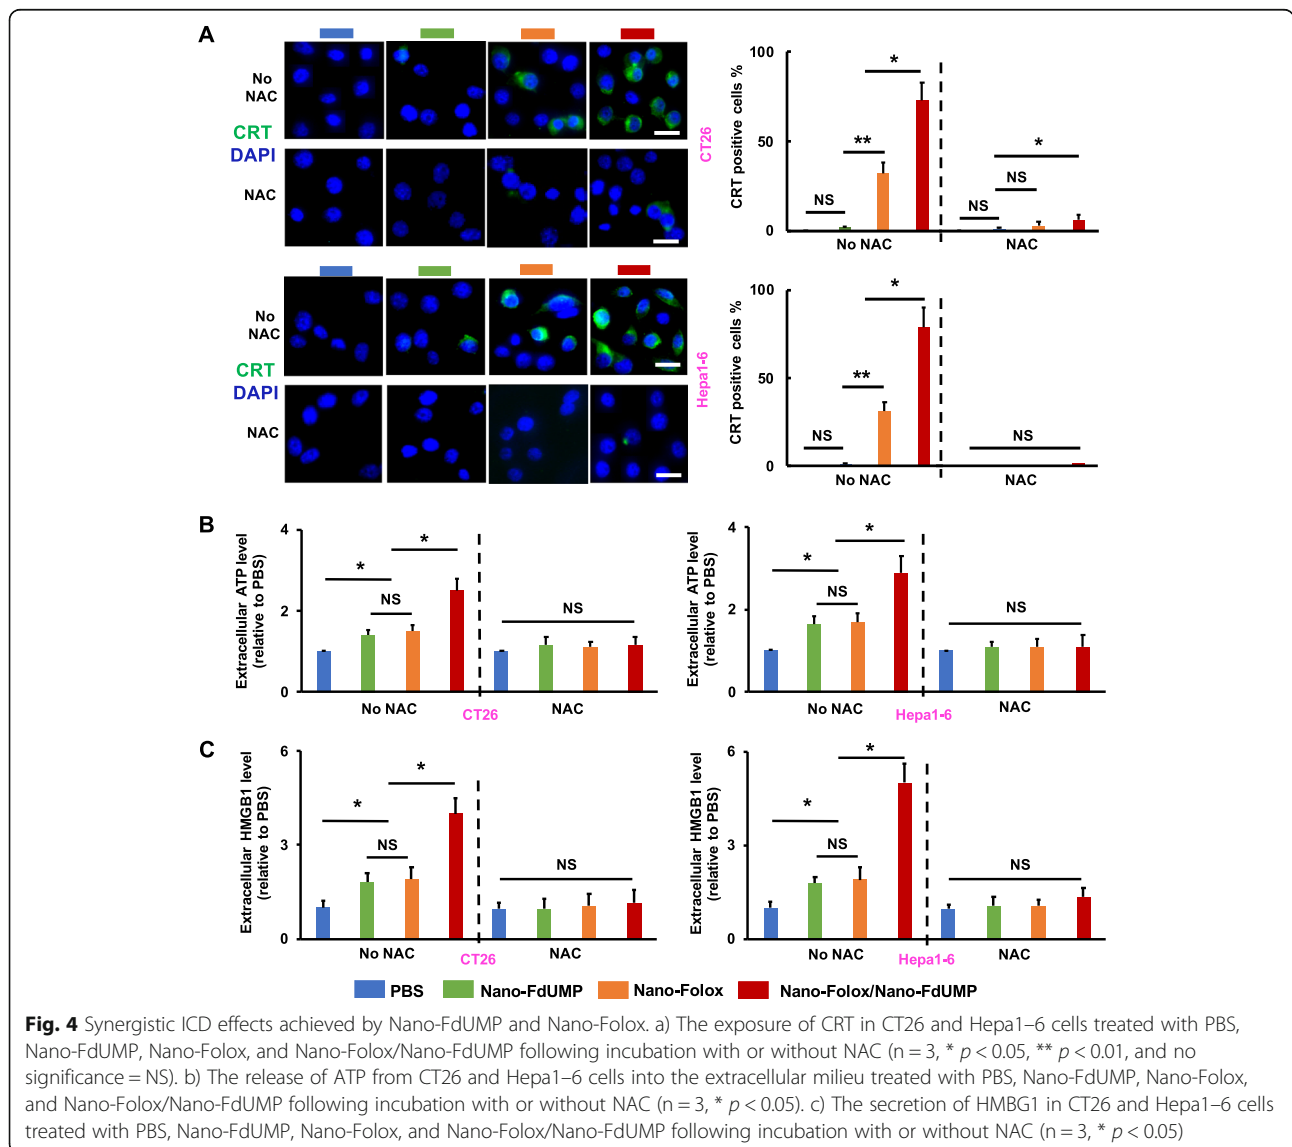 A
No
NAC
CRT
DAPI
NAC
CT26
100
50
0
CRT positive cells %
NS
**
*
NS
NS
*
No NAC
NAC
No
NAC
CRT
DAPI
NAC
Hepa1-6
100
50
0
CRT positive cells %
NS
**
*
NS
No NAC
NAC
B
Extracellular ATP level
(relative to PBS)
4
2
0
*
NS
*
NS
No NAC
CT26
NAC
Extracellular ATP level
(relative to PBS)
4
2
0
*
NS
*
NS
No NAC
Hepa1-6
NAC
C
Extracellular HMGB1 level
(relative to PBS)
6
3
0
*
NS
*
NS
No NAC
CT26
NAC
Extracellular HMGB1 level
(relative to PBS)
6
3
0
*
NS
*
NS
No NAC
Hepa1-6
NAC
PBS Nano-FdUMP Nano-Folox Nano-Folox/Nano-FdUMP
Fig. 4 Synergistic ICD effects achieved by Nano-FdUMP and Nano-Folox. a) The exposure of CRT in CT26 and Hepa1–6 cells treated with PBS,
Nano-FdUMP, Nano-Folox, and Nano-Folox/Nano-FdUMP following incubation with or without NAC (n = 3, * p < 0.05, ** p < 0.01, and no
significance = NS). b) The release of ATP from CT26 and Hepa1–6 cells into the extracellular milieu treated with PBS, Nano-FdUMP, Nano-Folox,
and Nano-Folox/Nano-FdUMP following incubation with or without NAC (n = 3, * p < 0.05). c) The secretion of HMBG1 in CT26 and Hepa1–6 cells
treated with PBS, Nano-FdUMP, Nano-Folox, and Nano-Folox/Nano-FdUMP following incubation with or without NAC (n = 3, * p < 0.05)